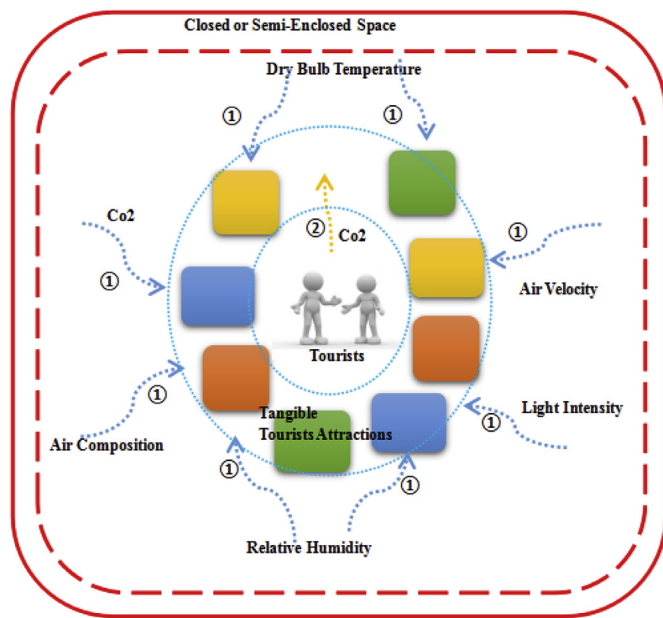 Closed or Semi-Enclosed Space
Dry Bulb Temperature
①
①
Co2
②
Co2
①
①
Air Velocity
Tourists
①
Light Intensity
Tangible
Tourists Attractions
①
Air Composition
①
①
Relative Humidity